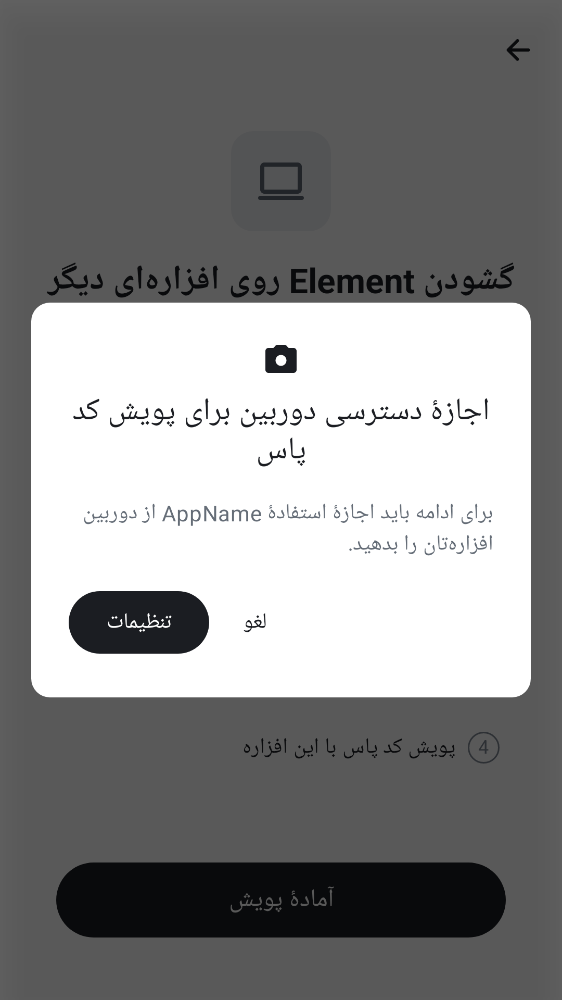 گشودن Element روی افزاره‌ای دیگر
اجازهٔ دسترسی دوربین برای پویش کد
پاس
برای ادامه باید اجازهٔ استفادهٔ AppName از دوربین
افزاره‌تان را بدهید.
لغو
تنظیمات
4 پویش کد پاس با این افزاره
آمادهٔ پویش